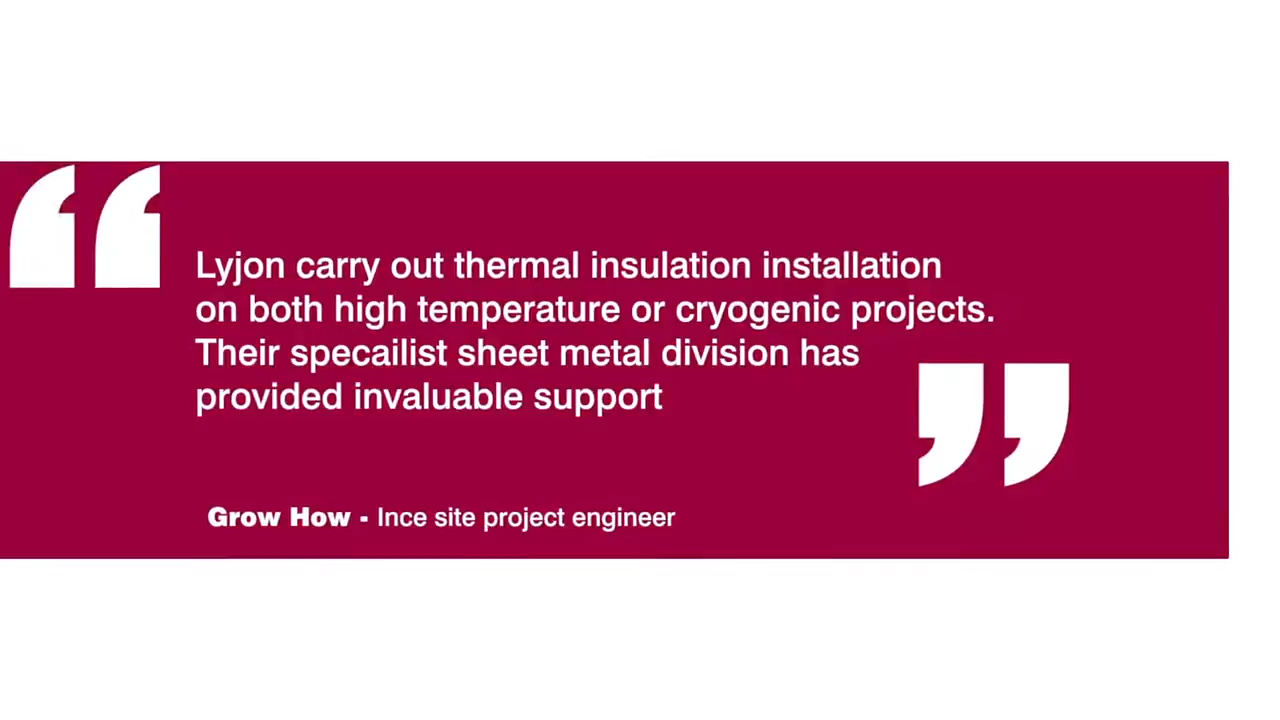 Lyjon carry out thermal insulation installation
on both high temperature or cryogenic projects.
Their specailist sheet metal division has
provided invaluable support
Grow How - Ince site project engineer